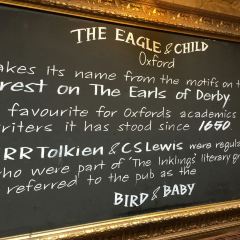 THE EAGLE & CHILD
Oxford
akes its name from the motifs on t
rest on The Earls of Derby
favourite for Oxfords academics
riters it has stood since 1650.
RR Tolkien & CS Lewis were regula
ho were part of 'The Inklings' literary gr
referred to the pub as the
BIRD & BABY